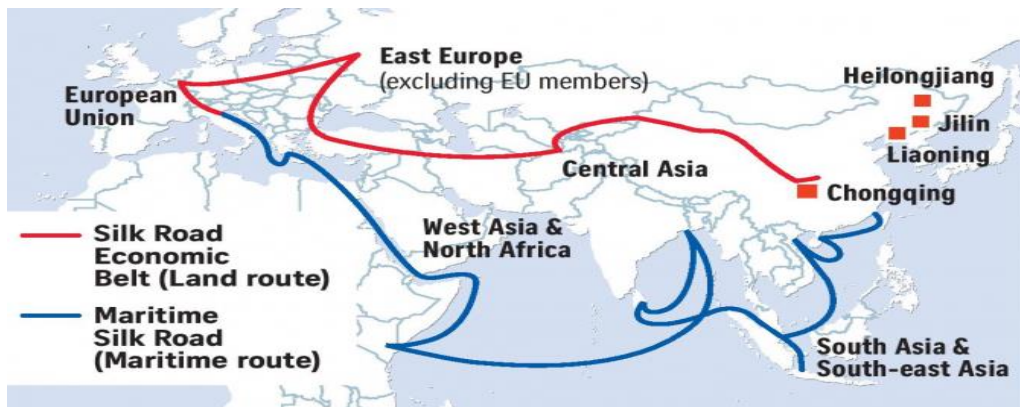 East Europe
(excluding EU members)
European
Union
Heilongjiang
Jilin
Liaoning
Central Asia
Chongqing
West Asia &
North Africa
Silk Road
Economic
Belt (Land route)
Maritime
Silk Road
(Maritime route)
South Asia &
South-east Asia